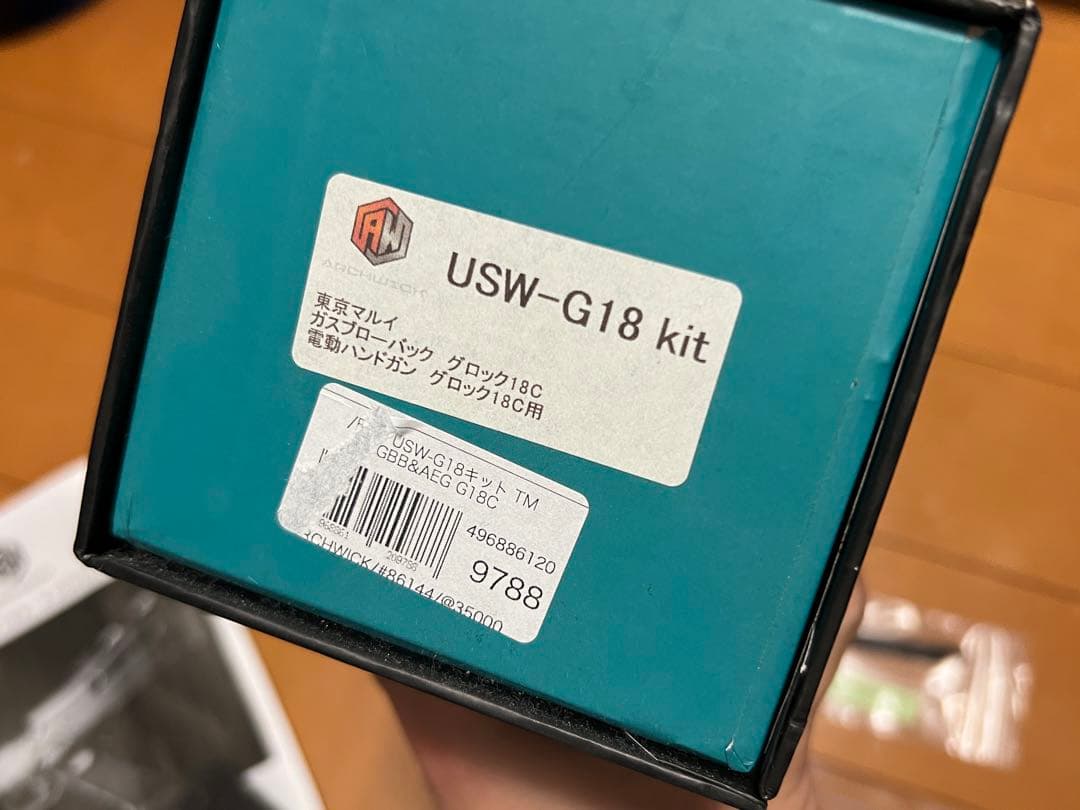 AW
ARCHWICK
USW-G18 kit
東京マルイ
ガスブローバック グロック18C
電動ハンドガン グロック18C用
USW-G18キット TM
GBB&AEG G18C
496886120
9788
RCHWICK/#86144/@35000